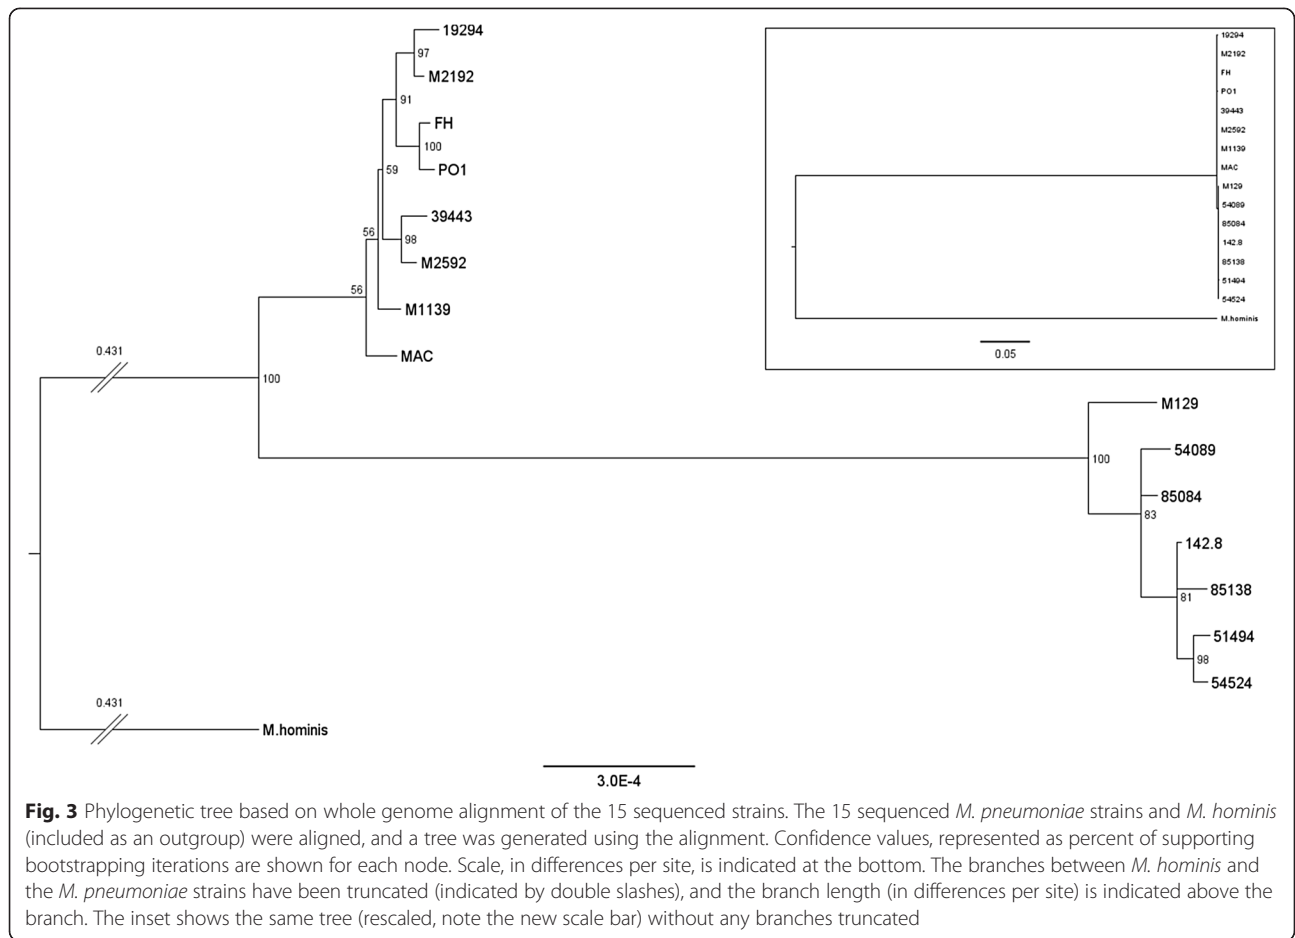 19294
97
M2192
91
FH
100
PO1
59
39443
56
98
M2592
56
M1139
0.431
MAC
100
19294
M2192
FH
PO1
39443
M2592
M1139
MAC
M129
54089
85084
142.8
85138
51494
54524
M.hominis
0.05
M129
54089
100
85084
83
142.8
85138
81
51494
98
54524
0.431
M.hominis
3.0E-4
Fig. 3 Phylogenetic tree based on whole genome alignment of the 15 sequenced strains. The 15 sequenced M. pneumoniae strains and M. hominis
(included as an outgroup) were aligned, and a tree was generated using the alignment. Confidence values, represented as percent of supporting
bootstrapping iterations are shown for each node. Scale, in differences per site, is indicated at the bottom. The branches between M. hominis and
the M. pneumoniae strains have been truncated (indicated by double slashes), and the branch length (in differences per site) is indicated above the
branch. The inset shows the same tree (rescaled, note the new scale bar) without any branches truncated